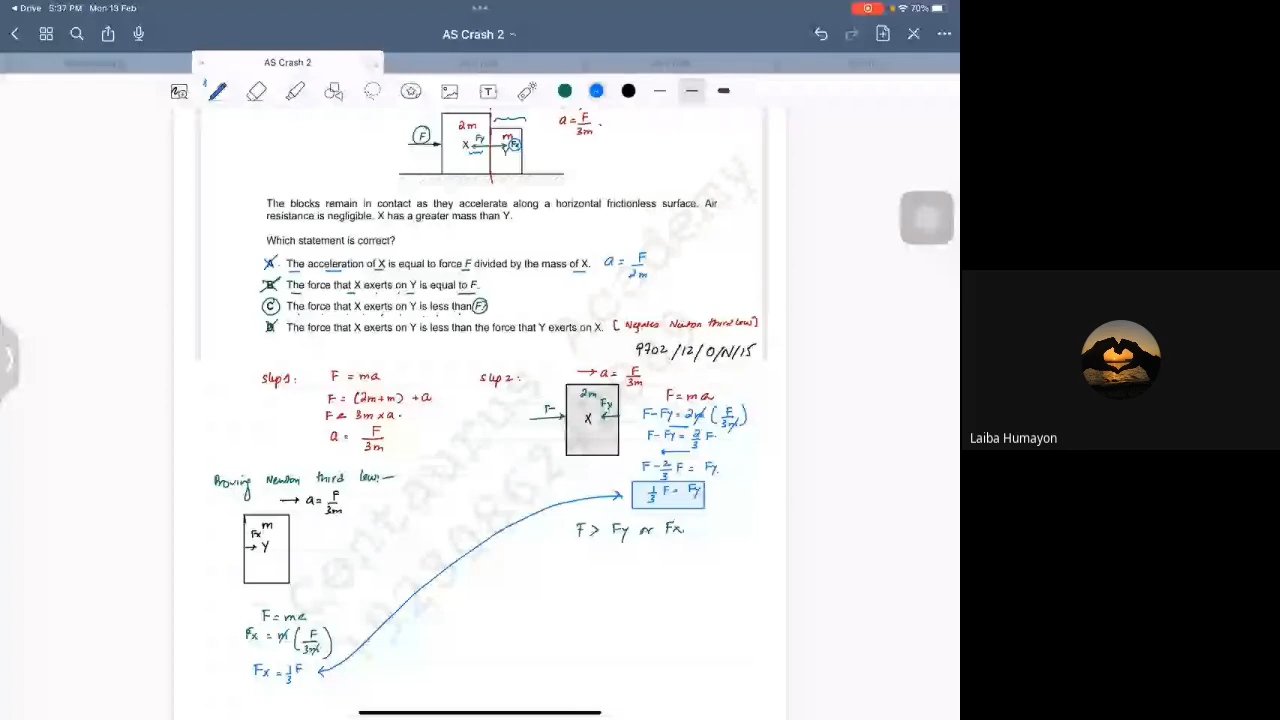 Drive 5:37 PM Mon 13 Feb 70%
AS Crash 2
AS Crash 2
T
F
2m
X
Fy
m
Fx
Y
a = F/3m
The blocks remain in contact as they accelerate along a horizontal frictionless surface. Air
resistance is negligible. X has a greater mass than Y.
Which statement is correct?
A The acceleration of X is equal to force F divided by the mass of X. a = F/2m
B The force that X exerts on Y is equal to F.
C The force that X exerts on Y is less than F.
D The force that X exerts on Y is less than the force that Y exerts on X. [Negates Newton third law]
9702/12/O/N/15
step 1: F = ma
F = (2m+m) + a
F = 3m x a.
a = F/3m
step 2: → a = F/3m
2m
F
X
Fy
F = ma
F-Fy = 2m (F/3m)
F-Fy = 2/3 F
F - 2/3 F = Fy
1/3 F = Fy
F > Fy or Fx
Proving Newton third law:-
→ a = F/3m
m
Fx
→ Y
F = ma
Fx = m (F/3m)
Fx = 1/3 F
Centaurus Academy
Laiba Humayon